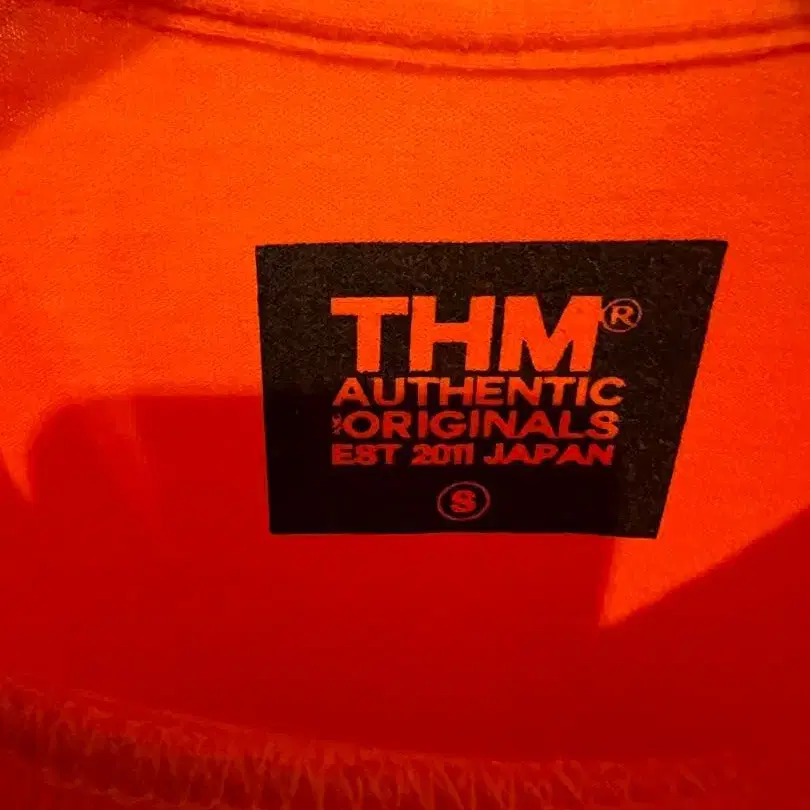 THM®
AUTHENTIC
ORIGINALS
EST 2011 JAPAN
S